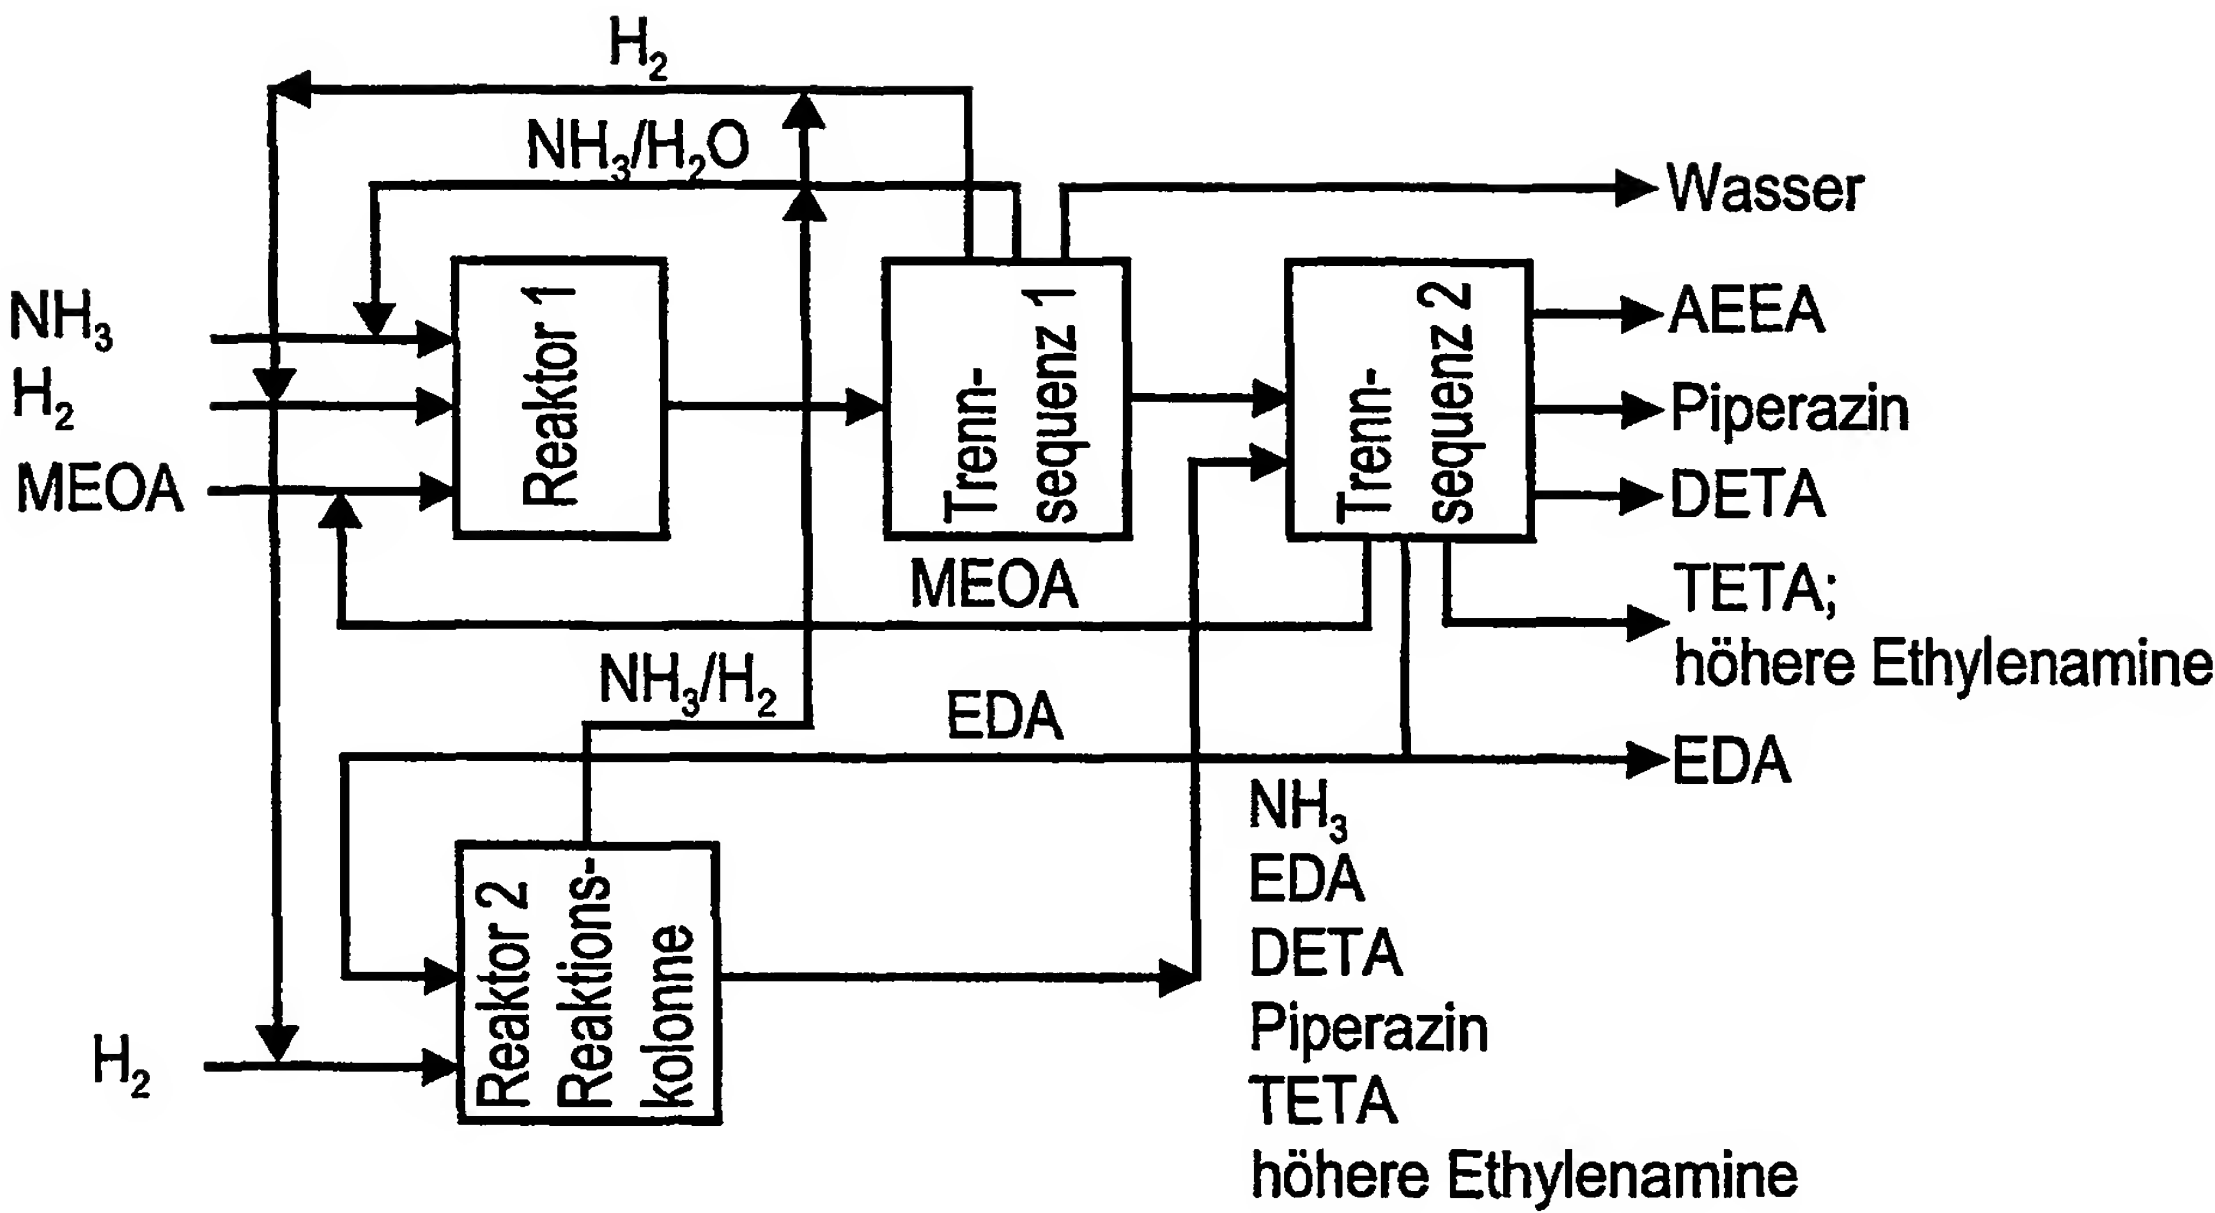 H₂
NH₃/H₂O
Wasser
NH₃
H₂
MEOA
Reaktor 1
Trenn-
sequenz 1
Trenn-
sequenz 2
AEEA
Piperazin
DETA
TETA;
höhere Ethylenamine
MEOA
NH₃/H₂
EDA
EDA
NH₃
EDA
DETA
Piperazin
TETA
höhere Ethylenamine
H₂
Reaktor 2
Reaktions-
kolonne